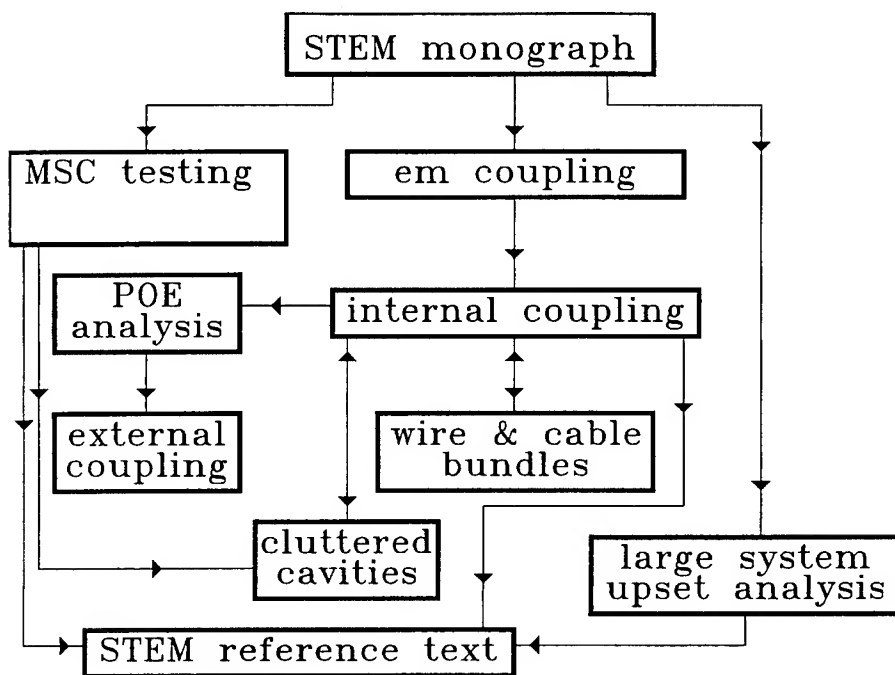 STEM monograph
MSC testing
em coupling
POE
analysis
internal coupling
external
coupling
wire & cable
bundles
cluttered
cavities
large system
upset analysis
STEM reference text